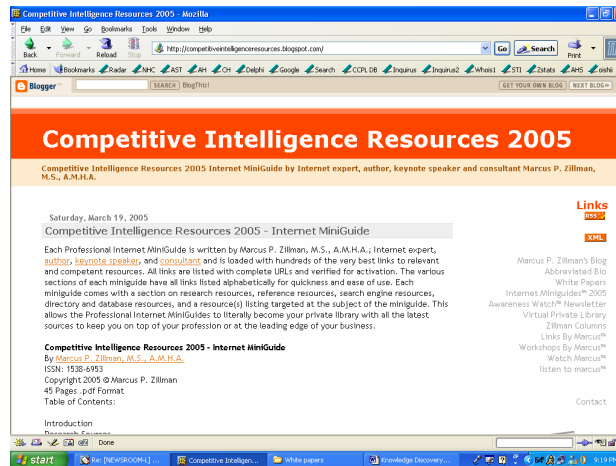 Competitive Intelligence Resources 2005 - Mozilla
File Edit View Go Bookmarks Tools Window Help
Back Forward Reload Stop http://competitiveintelligenceresources.blogspot.com/ Go Search Print
Home Bookmarks Radar NHC AST AH CH Delphi Google Search CCPL DB Inquirus Inquirus2 Whois1 STI Zstats AHS oishii
Blogger SEARCH BlogThis! GET YOUR OWN BLOG NEXT BLOG»
Competitive Intelligence Resources 2005
Competitive Intelligence Resources 2005 Internet MiniGuide by Internet expert, author, keynote speaker and consultant Marcus P. Zillman,
M.S., A.M.H.A.
Links
RSS
XML
Saturday, March 19, 2005
Competitive Intelligence Resources 2005 - Internet MiniGuide
Each Professional Internet MiniGuide is written by Marcus P. Zillman, M.S., A.M.H.A.; Internet expert,
author, keynote speaker, and consultant and is loaded with hundreds of the very best links to relevant
and competent resources. All links are listed with complete URLs and verified for activation. The various
sections of each miniguide have all links listed alphabetically for quickness and ease of use. Each
miniguide comes with a section on research resources, reference resources, search engine resources,
directory and database resources, and a resource(s) listing targeted at the subject of the miniguide. This
allows the Professional Internet MiniGuides to literally become your private library with all the latest
sources to keep you on top of your profession or at the leading edge of your business.
Competitive Intelligence Resources 2005 - Internet MiniGuide
By Marcus P. Zillman, M.S., A.M.H.A.
ISSN: 1538-6953
Copyright 2005 © Marcus P. Zillman
45 Pages .pdf Format
Table of Contents:
Introduction
Research Sources
Marcus P. Zillman's Blog
Abbreviated Bio
White Papers
Internet Miniguides™ 2005
Awareness Watch™ Newsletter
Virtual Private Library
Zillman Columns
Links By Marcus™
Workshops By Marcus™
Watch Marcus™
listen to marcus™
Contact
Done
start Re: [NEWSROOM-L] ... Competitive Intelligen... White papers Knowledge Discovery... 9:19 PM